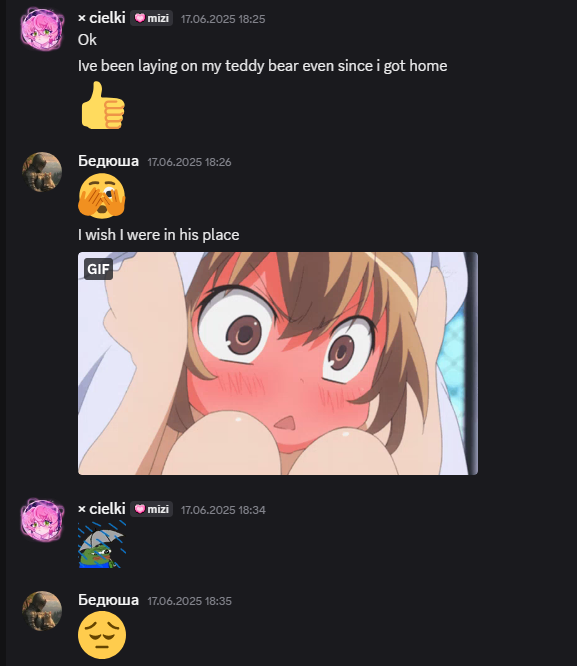 × cielki mizi 17.06.2025 18:25
Ok
Ive been laying on my teddy bear even since i got home
Бедюша 17.06.2025 18:26
I wish I were in his place
GIF
× cielki mizi 17.06.2025 18:34
Бедюша 17.06.2025 18:35